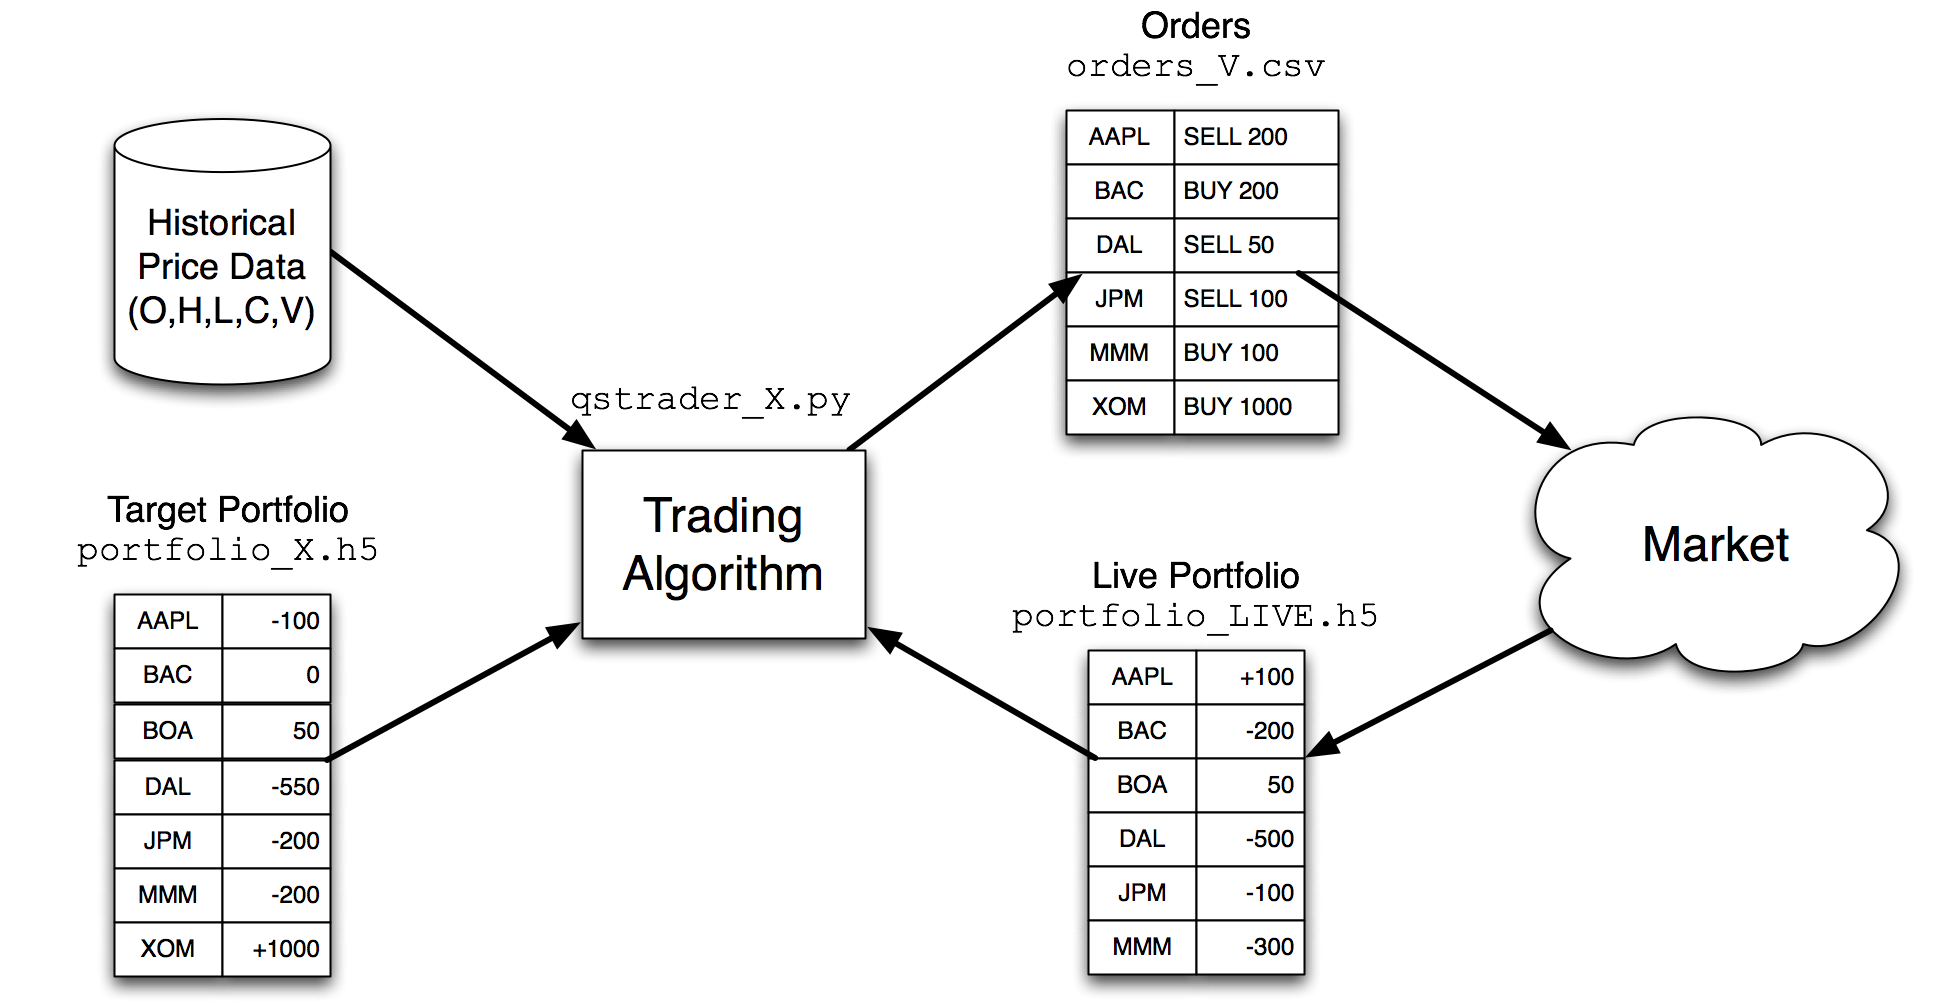 Orders
orders_V.csv
AAPL SELL 200
BAC BUY 200
DAL SELL 50
JPM SELL 100
MMM BUY 100
XOM BUY 1000
Historical
Price Data
(O,H,L,C,V)
qstrader_X.py
Trading
Algorithm
Target Portfolio
portfolio_X.h5
AAPL -100
BAC 0
BOA 50
DAL -550
JPM -200
MMM -200
XOM +1000
Market
Live Portfolio
portfolio_LIVE.h5
AAPL +100
BAC -200
BOA 50
DAL -500
JPM -100
MMM -300